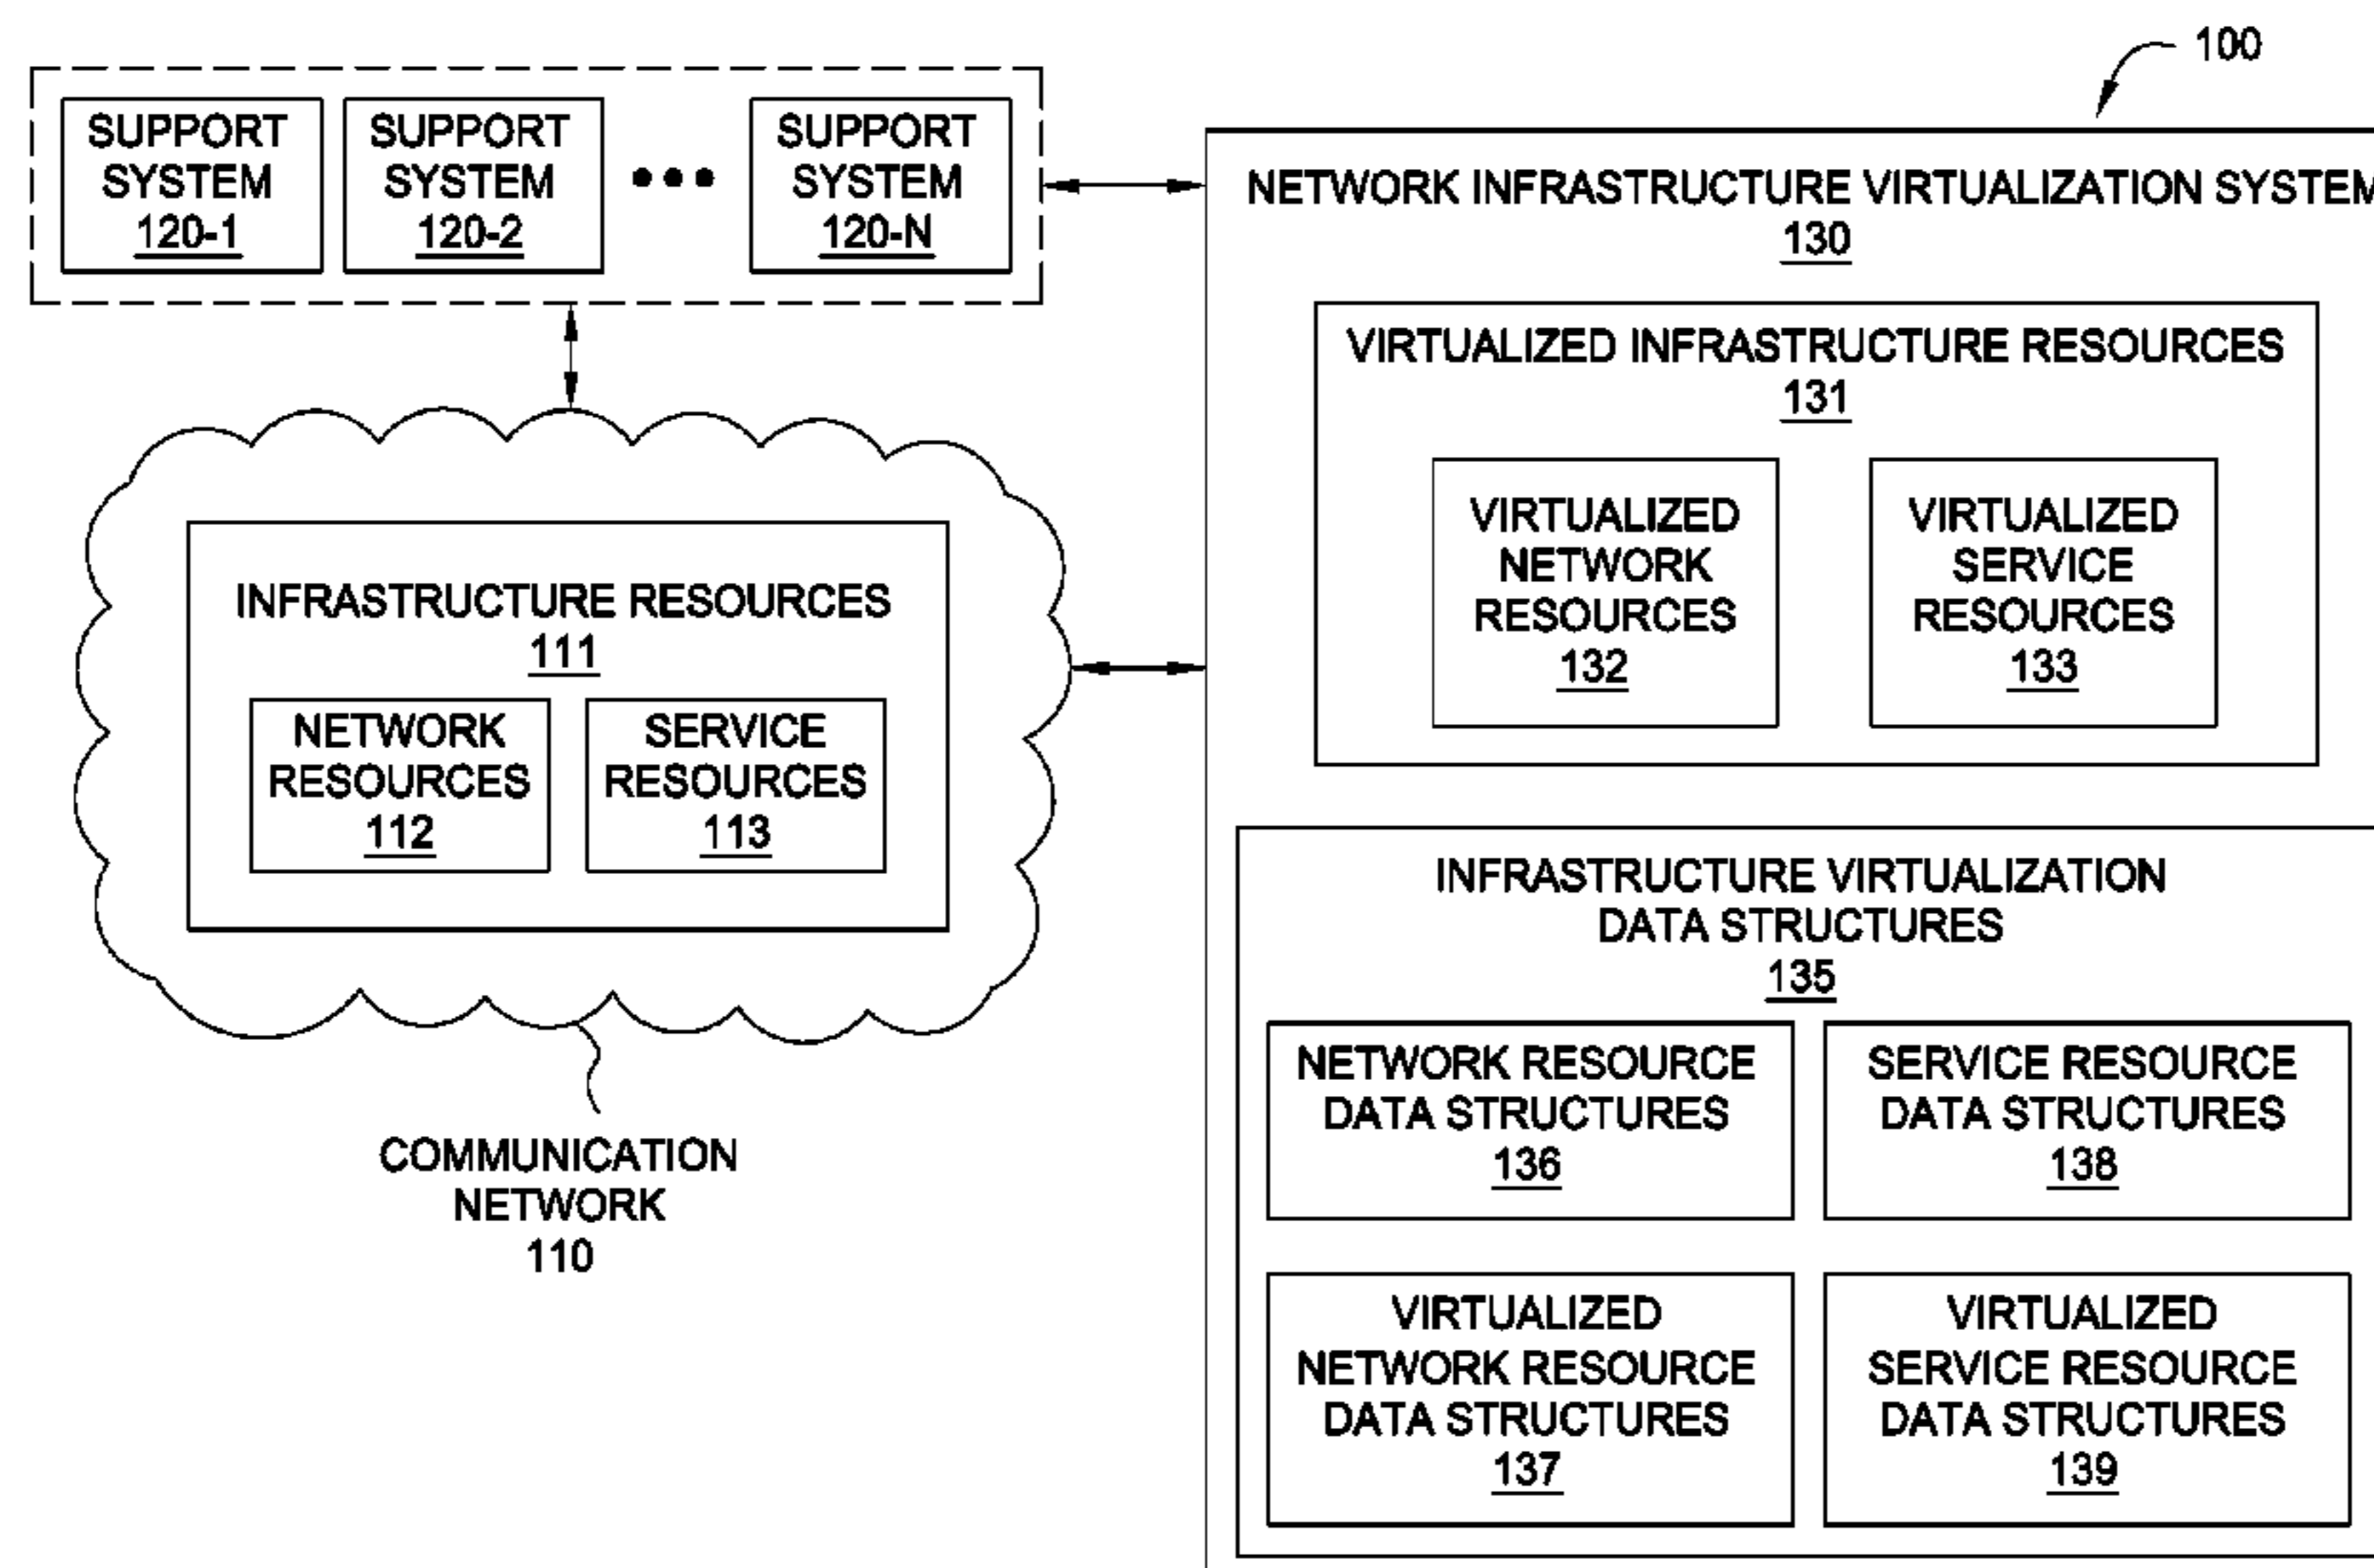 100
SUPPORT
SYSTEM
120-1
SUPPORT
SYSTEM
120-2
•••
SUPPORT
SYSTEM
120-N
NETWORK INFRASTRUCTURE VIRTUALIZATION SYSTEM
130
VIRTUALIZED INFRASTRUCTURE RESOURCES
131
VIRTUALIZED
NETWORK
RESOURCES
132
VIRTUALIZED
SERVICE
RESOURCES
133
INFRASTRUCTURE RESOURCES
111
NETWORK
RESOURCES
112
SERVICE
RESOURCES
113
COMMUNICATION
NETWORK
110
INFRASTRUCTURE VIRTUALIZATION
DATA STRUCTURES
135
NETWORK RESOURCE
DATA STRUCTURES
136
SERVICE RESOURCE
DATA STRUCTURES
138
VIRTUALIZED
NETWORK RESOURCE
DATA STRUCTURES
137
VIRTUALIZED
SERVICE RESOURCE
DATA STRUCTURES
139